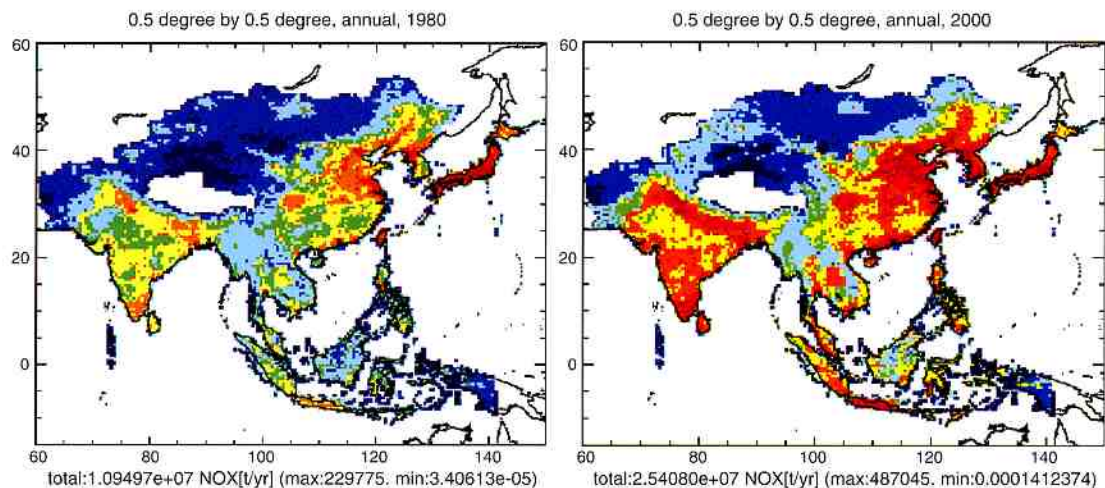 0.5 degree by 0.5 degree, annual, 1980
60
40
20
0
60 80 100 120 140
total:1.09497e+07 NOX[t/yr] (max:229775. min:3.40613e-05)
0.5 degree by 0.5 degree, annual, 2000
60
40
20
0
60 80 100 120 140
total:2.54080e+07 NOX[t/yr] (max:487045. min:0.0001412374)